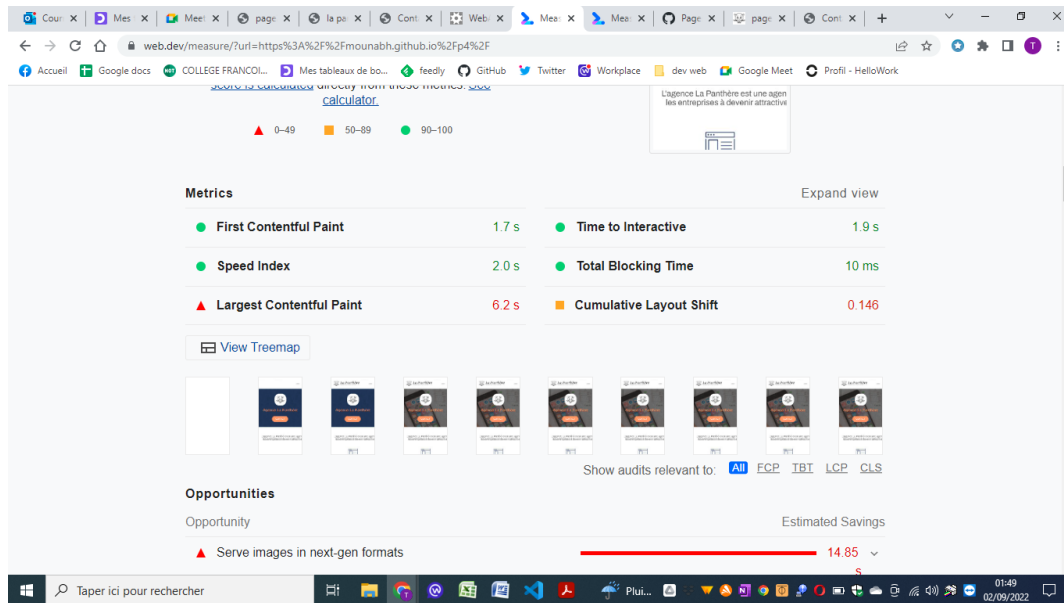 Cour
Mes
Meet
page
la pa
Cont
Web
Meas
Mea
Page
page
Cont
web.dev/measure/?url=https%3A%2F%2Fmounabh.github.io%2Fp4%2F
T
Accueil
Google docs
COLLEGE FRANCOI...
Mes tableaux de bo...
feedly
GitHub
Twitter
Workplace
dev web
Google Meet
Profil - HelloWork
score is calculated directly from these metrics. See
calculator.
0–49
50–89
90–100
L'agence La Panthère est une agen
les entreprises à devenir attractive
Metrics
Expand view
First Contentful Paint
1.7 s
Time to Interactive
1.9 s
Speed Index
2.0 s
Total Blocking Time
10 ms
Largest Contentful Paint
6.2 s
Cumulative Layout Shift
0.146
View Treemap
Show audits relevant to:
All
FCP
TBT
LCP
CLS
Opportunities
Opportunity
Estimated Savings
Serve images in next-gen formats
14.85
s
Taper ici pour rechercher
Plui...
01:49
02/09/2022